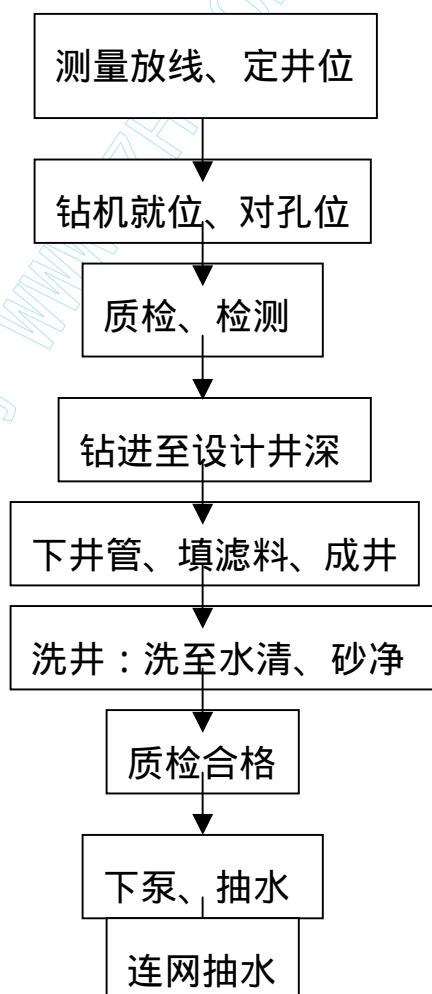 测量放线、定井位
钻机就位、对孔位
质检、检测
钻进至设计井深
下井管、填滤料、成井
洗井：洗至水清、砂净
质检合格
下泵、抽水
连网抽水